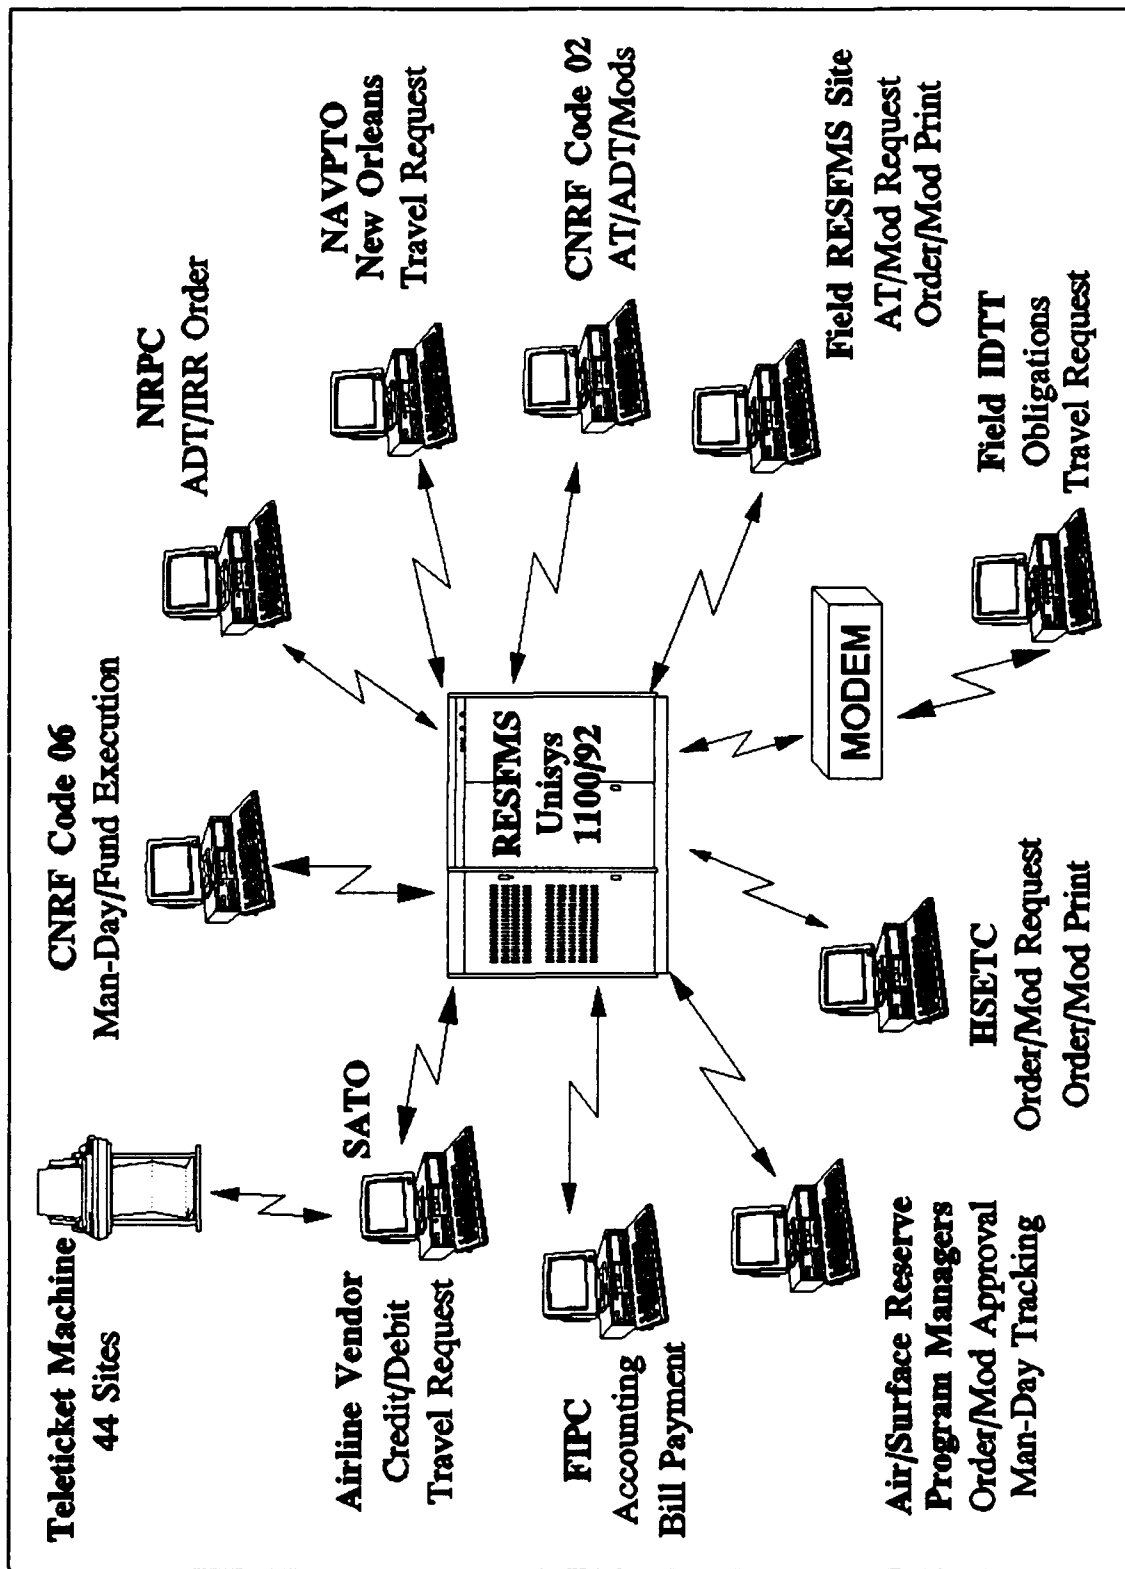 Teleticket Machine
44 Sites
CNRF Code 06
Man-Day/Fund Execution
NRPC
ADT/IRR Order
NAVPTO
New Orleans
Travel Request
SATO
Airline Vendor
Credit/Debit
Travel Request
RESFMS
Unisys
1100/92
CNRF Code 02
AT/ADT/Mods
FIPC
Accounting
Bill Payment
MODEM
Field RESFMS Site
AT/Mod Request
Order/Mod Print
Air/Surface Reserve
Program Managers
Order/Mod Approval
Man-Day Tracking
HSETC
Order/Mod Request
Order/Mod Print
Field IDTT
Obligations
Travel Request